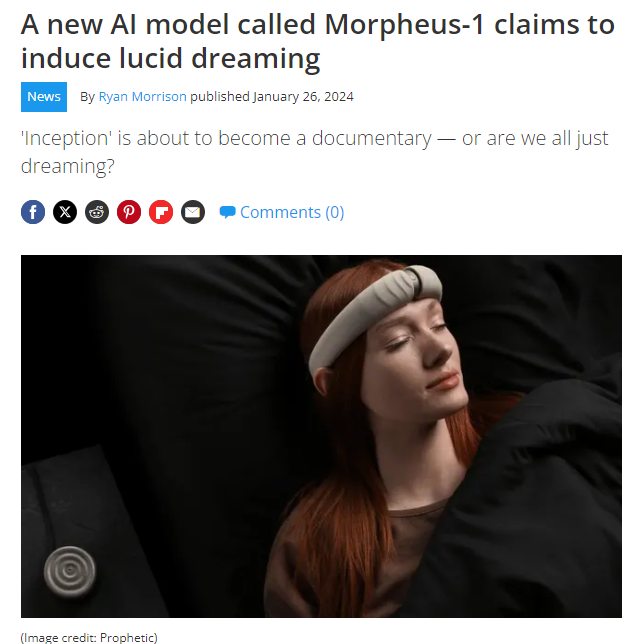 A new AI model called Morpheus-1 claims to
induce lucid dreaming
News By Ryan Morrison published January 26, 2024
'Inception' is about to become a documentary — or are we all just
dreaming?
Comments (0)
(Image credit: Prophetic)